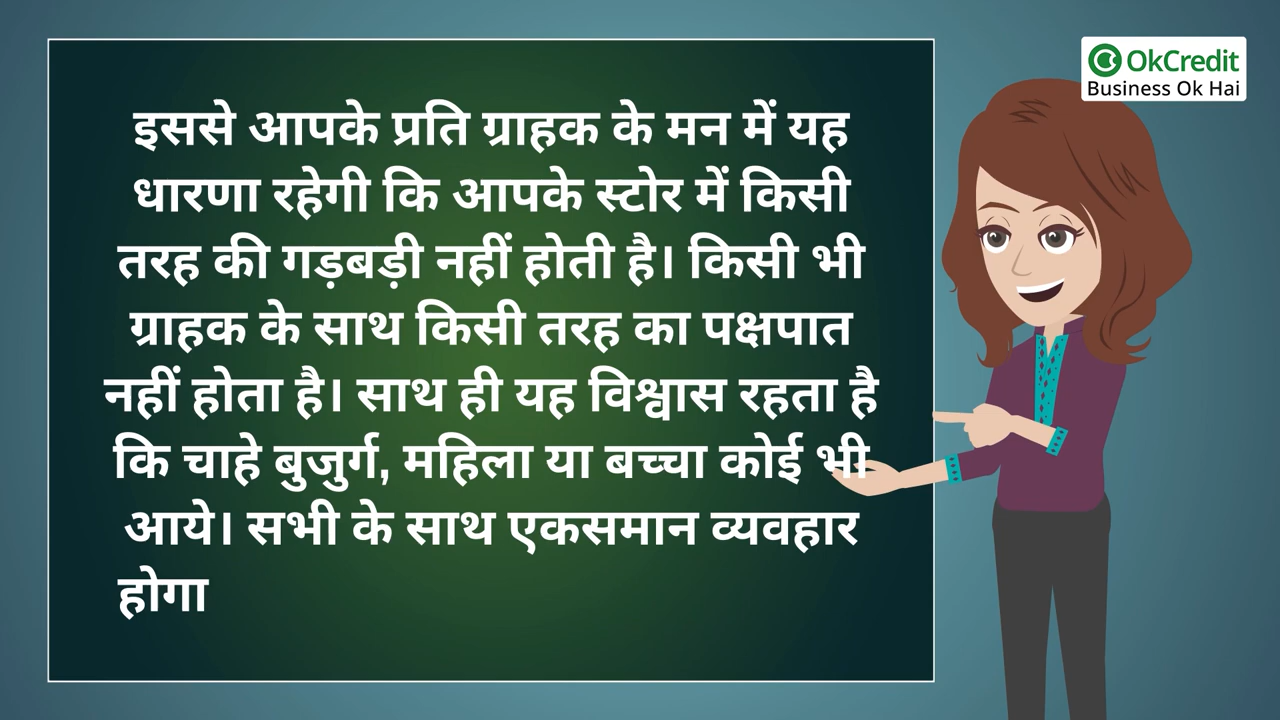 OkCredit
Business Ok Hai
इससे आपके प्रति ग्राहक के मन में यह
धारणा रहेगी कि आपके स्टोर में किसी
तरह की गड़बड़ी नहीं होती है। किसी भी
ग्राहक के साथ किसी तरह का पक्षपात
नहीं होता है। साथ ही यह विश्वास रहता है
कि चाहे बुजुर्ग, महिला या बच्चा कोई भी
आये। सभी के साथ एकसमान व्यवहार
होगा